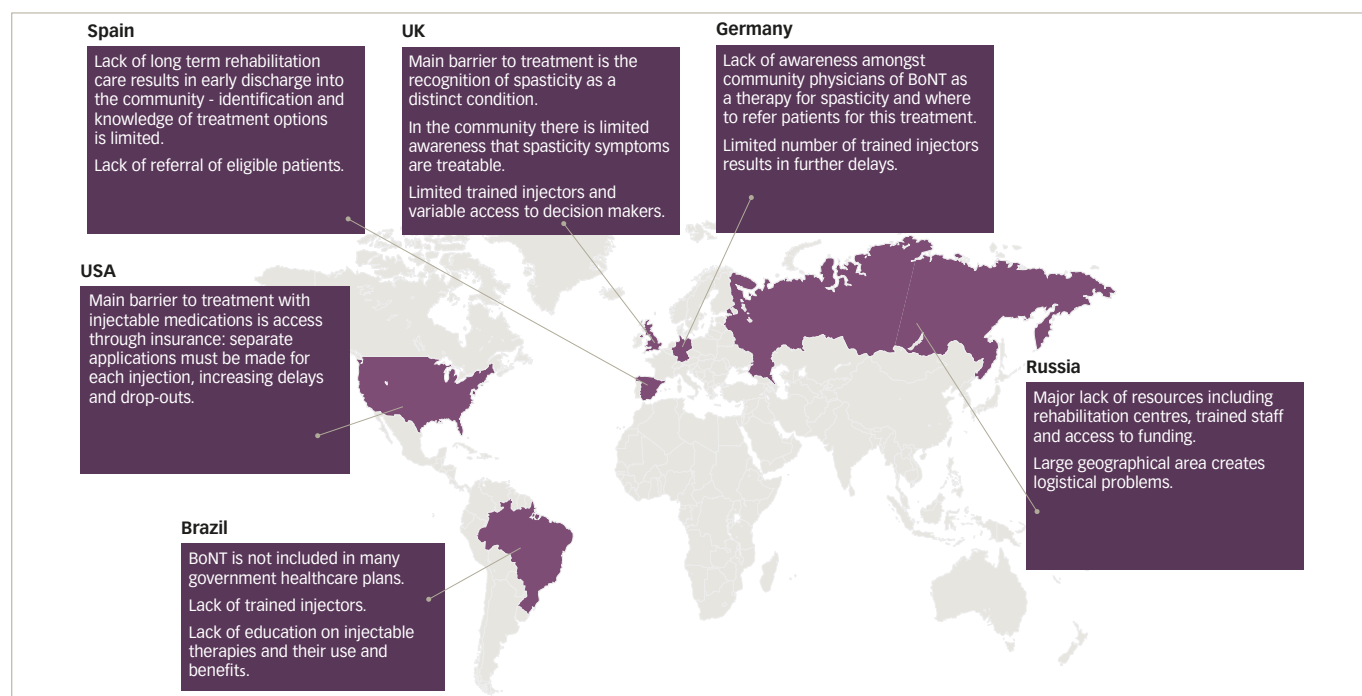 Spain
Lack of long term rehabilitation
care results in early discharge into
the community - identification and
knowledge of treatment options
is limited.
Lack of referral of eligible patients.
UK
Main barrier to treatment is the
recognition of spasticity as a
distinct condition.
In the community there is limited
awareness that spasticity symptoms
are treatable.
Limited trained injectors and
variable access to decision makers.
Germany
Lack of awareness amongst
community physicians of BoNT as
a therapy for spasticity and where
to refer patients for this treatment.
Limited number of trained injectors
results in further delays.
USA
Main barrier to treatment with
injectable medications is access
through insurance: separate
applications must be made for
each injection, increasing delays
and drop-outs.
Russia
Major lack of resources including
rehabilitation centres, trained staff
and access to funding.
Large geographical area creates
logistical problems.
Brazil
BoNT is not included in many
government healthcare plans.
Lack of trained injectors.
Lack of education on injectable
therapies and their use and
benefits.